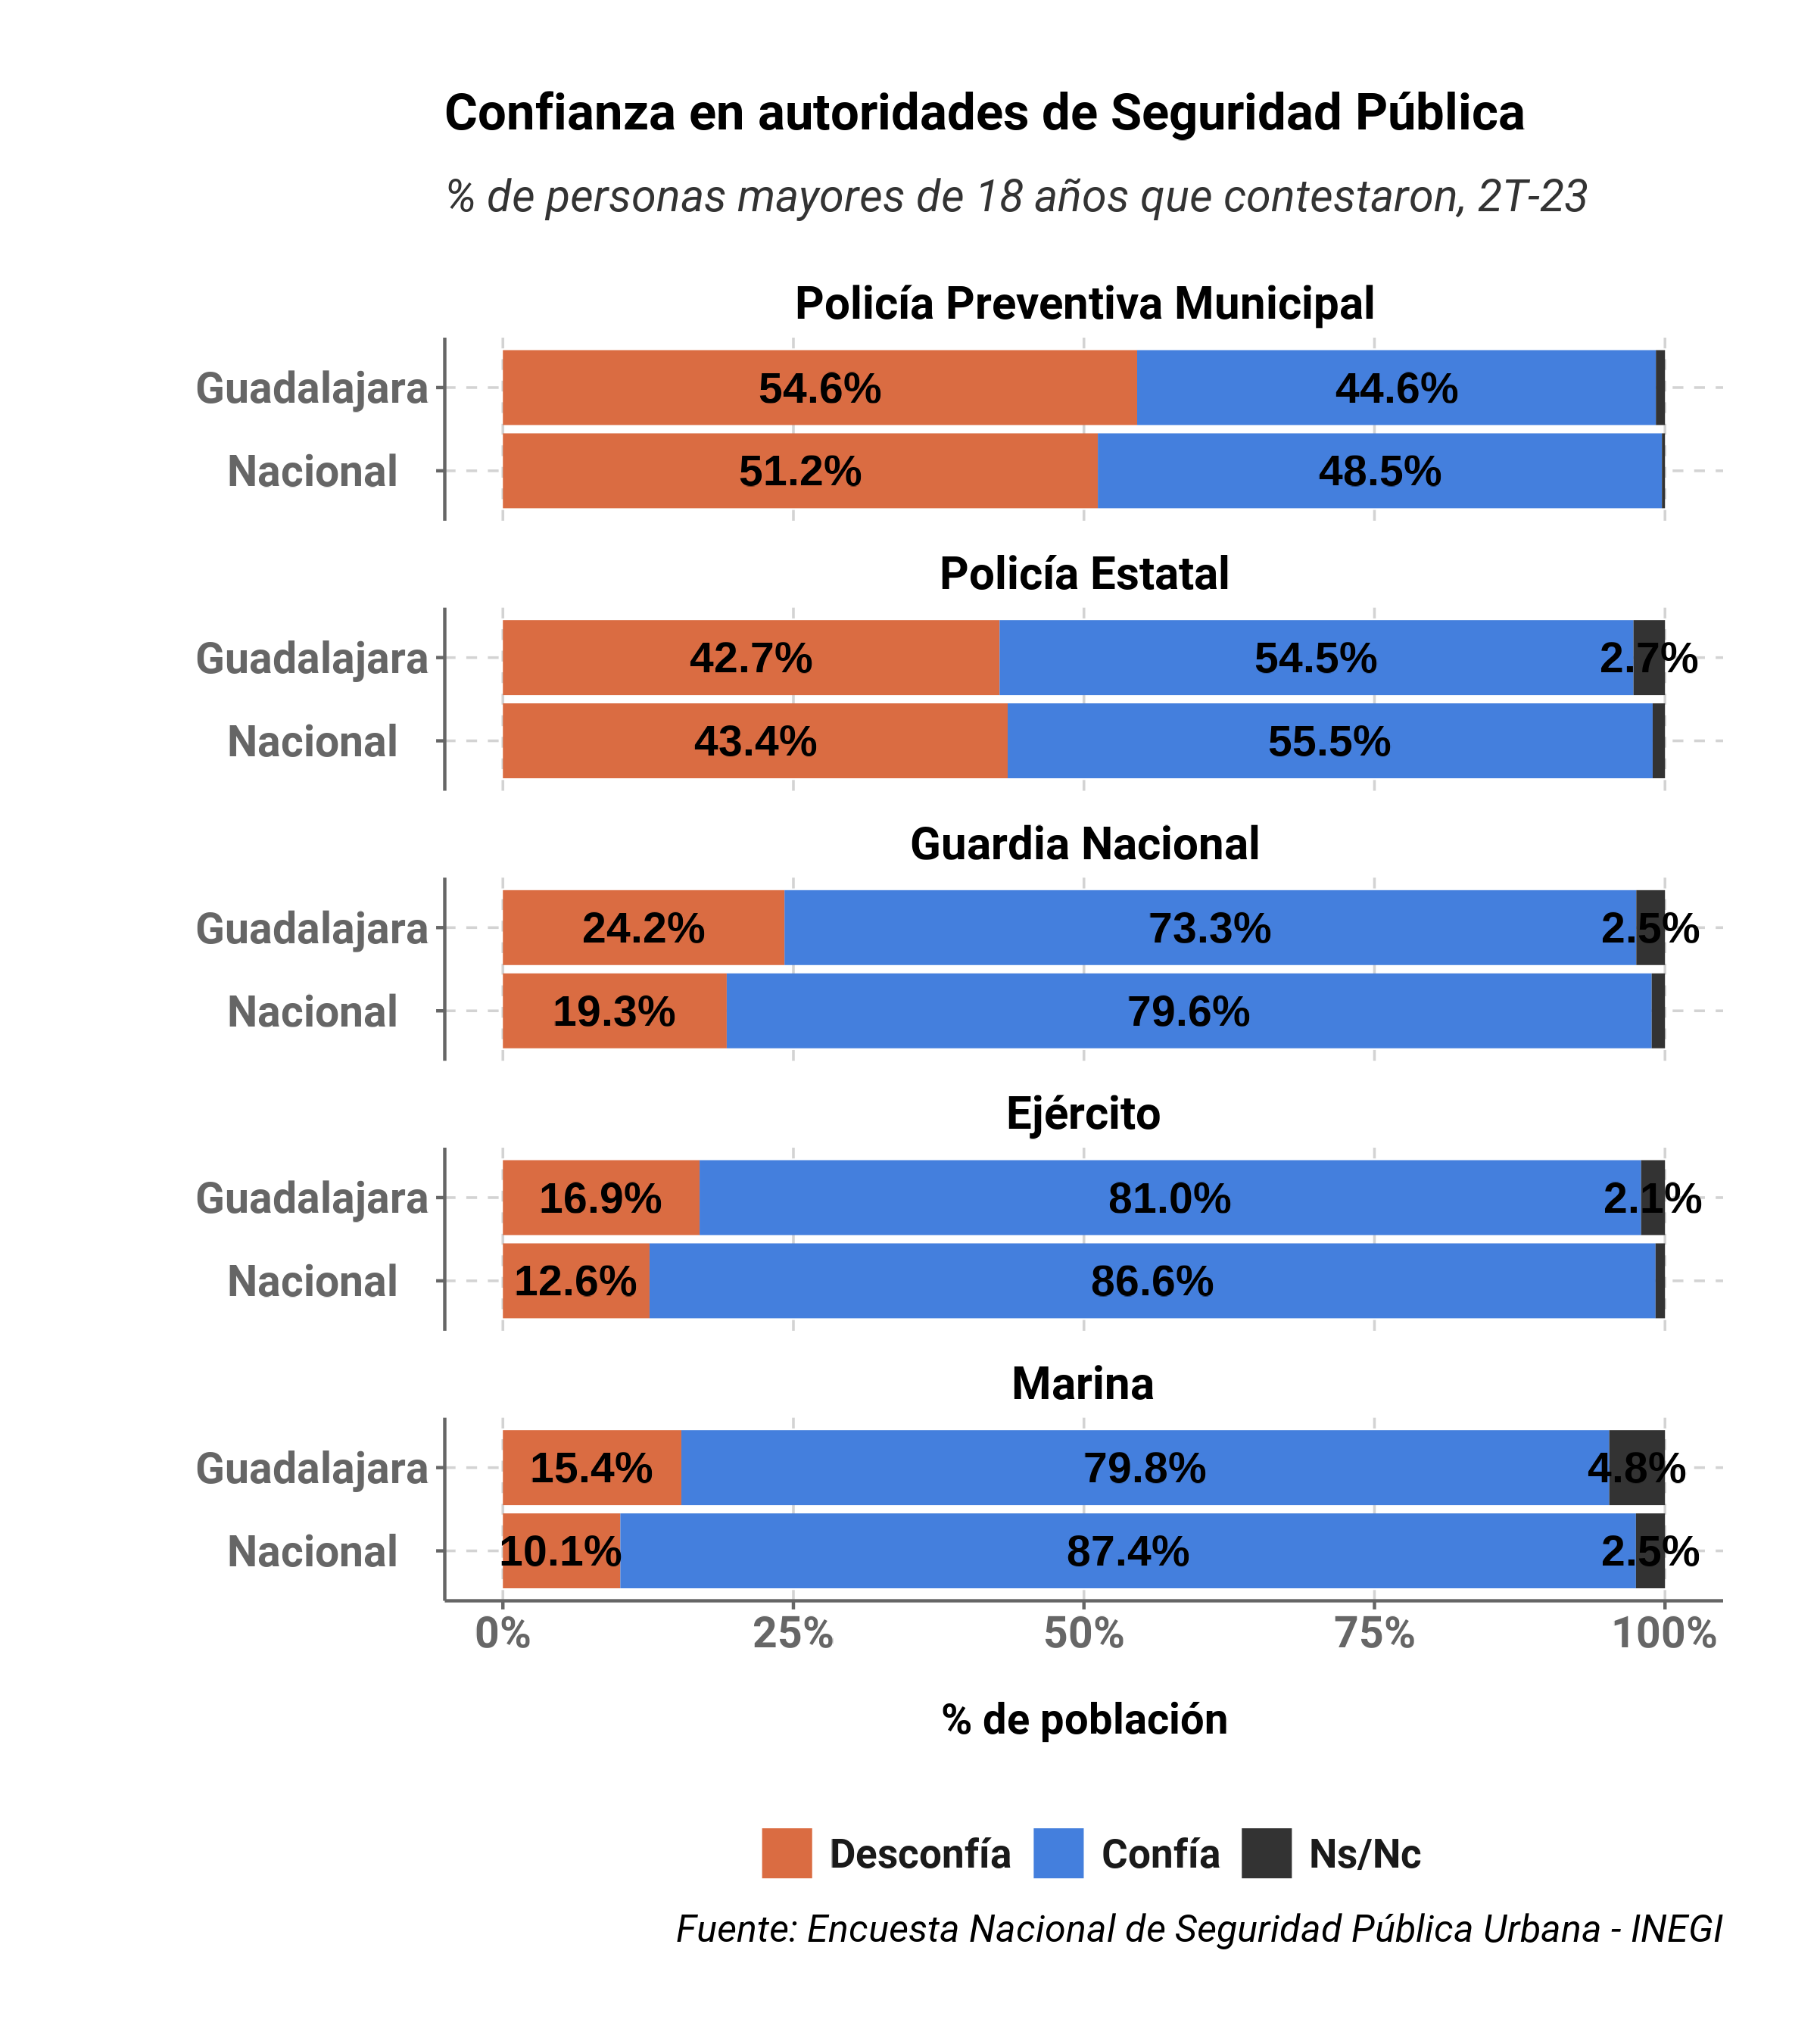 Confianza en autoridades de Seguridad Pública
% de personas mayores de 18 años que contestaron, 2T-23
Policía Preventiva Municipal
Guadalajara 54.6% 44.6%
Nacional 51.2% 48.5%
Policía Estatal
Guadalajara 42.7% 54.5% 2.7%
Nacional 43.4% 55.5%
Guardia Nacional
Guadalajara 24.2% 73.3% 2.5%
Nacional 19.3% 79.6%
Ejército
Guadalajara 16.9% 81.0% 2.1%
Nacional 12.6% 86.6%
Marina
Guadalajara 15.4% 79.8% 4.8%
Nacional 10.1% 87.4% 2.5%
0% 25% 50% 75% 100%
% de población
Desconfía Confía Ns/Nc
Fuente: Encuesta Nacional de Seguridad Pública Urbana - INEGI